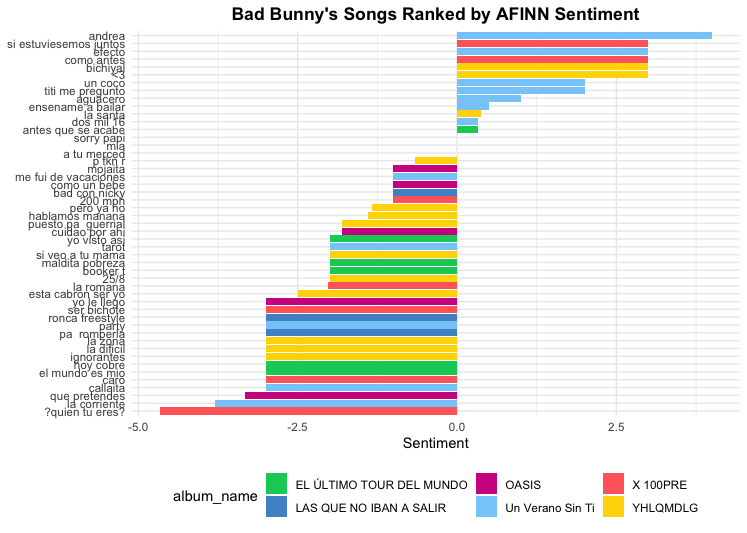 Bad Bunny's Songs Ranked by AFINN Sentiment
andrea
si estuviesemos juntos
efecto
como antes
bichiyal
<3
un coco
titi me pregunto
aguacero
ensename a bailar
la santa
dos mil 16
antes que se acabe
sorry papi
mia
a tu merced
p tkn r
mojaita
me fui de vacaciones
como un bebe
bad con nicky
200 mph
pero ya no
hablamos manana
puesto pa  guerrial
cuidao por ahi
yo visto asi
tarot
si veo a tu mama
maldita pobreza
booker t
25/8
la romana
esta cabron ser yo
yo le llego
ser bichote
ronca freestyle
party
pa  romperla
la zona
la dificil
ignorantes
hoy cobre
el mundo es mio
caro
callaita
que pretendes
la corriente
?quien tu eres?
-5.0 -2.5 0.0 2.5
Sentiment
album_name
EL ÚLTIMO TOUR DEL MUNDO OASIS X 100PRE
LAS QUE NO IBAN A SALIR Un Verano Sin Ti YHLQMDLG